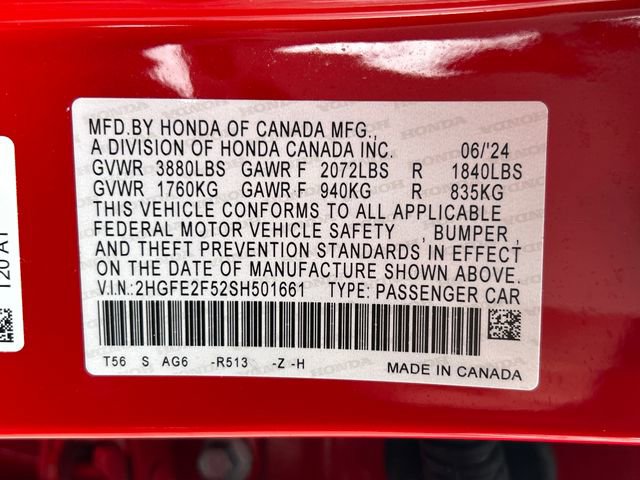 MFD.BY HONDA OF CANADA MFG.,
A DIVISION OF HONDA CANADA INC. 06/'24
GVWR 3880LBS GAWR F 2072LBS R 1840LBS
GVWR 1760KG GAWR F 940KG R 835KG
THIS VEHICLE CONFORMS TO ALL APPLICABLE
FEDERAL MOTOR VEHICLE SAFETY , BUMPER ,
AND THEFT PREVENTION STANDARDS IN EFFECT
ON THE DATE OF MANUFACTURE SHOWN ABOVE.
V.I.N.:2HGFE2F52SH501661 TYPE: PASSENGER CAR
T56 S AG6 -R513 -Z -H
MADE IN CANADA
120 A1